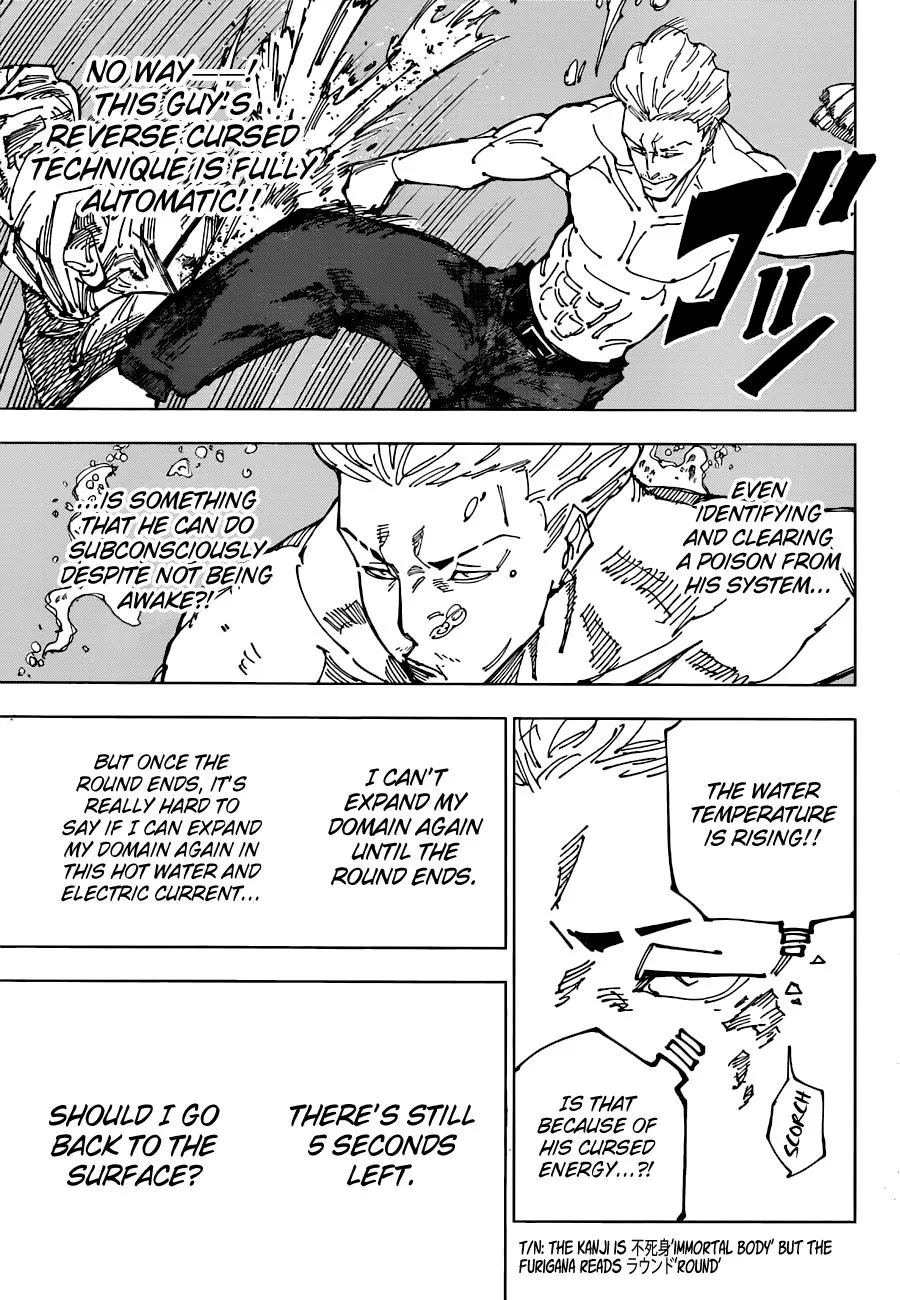 NO WAY——!
THIS GUY'S
REVERSE CURSED
TECHNIQUE IS FULLY
AUTOMATIC!!
ゴッ
EVEN
IDENTIFYING
AND CLEARING
A POISON FROM
HIS SYSTEM...
...IS SOMETHING
THAT HE CAN DO
SUBCONSCIOUSLY
DESPITE NOT BEING
AWAKE?!
THE WATER
TEMPERATURE
IS RISING!!
SCORCH
IS THAT
BECAUSE OF
HIS CURSED
ENERGY...?!
T/N: THE KANJI IS 不死身'IMMORTAL BODY' BUT THE
FURIGANA READS ラウンド'ROUND'
I CAN'T
EXPAND MY
DOMAIN AGAIN
UNTIL THE
ROUND ENDS.
BUT ONCE THE
ROUND ENDS, IT'S
REALLY HARD TO
SAY IF I CAN EXPAND
MY DOMAIN AGAIN IN
THIS HOT WATER AND
ELECTRIC CURRENT...
THERE'S STILL
5 SECONDS
LEFT.
SHOULD I GO
BACK TO THE
SURFACE?